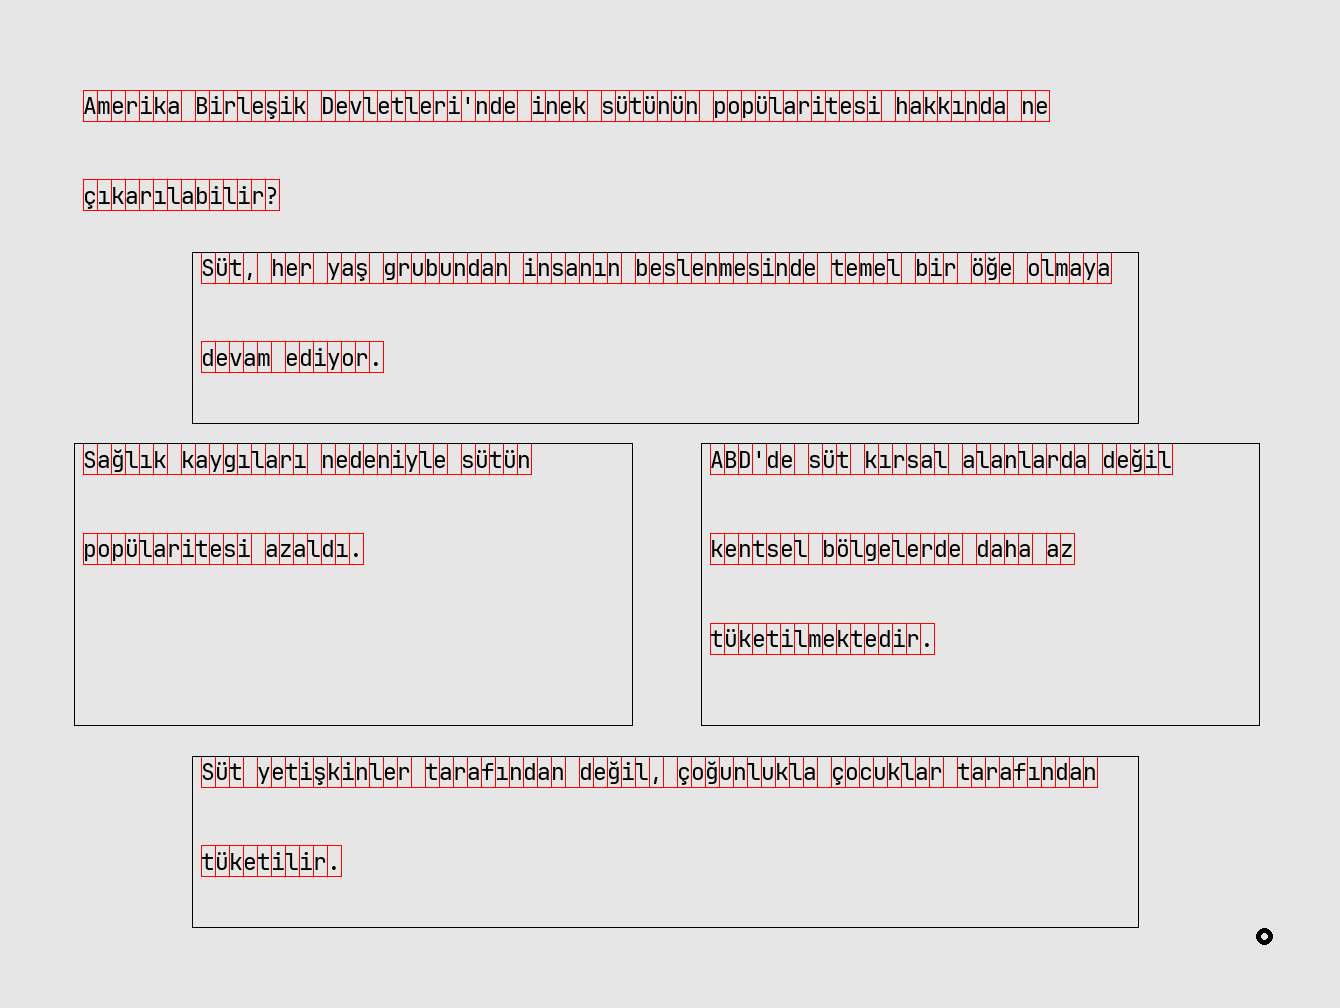 Amerika Birleşik Devletleri'nde inek sütünün popülaritesi hakkında ne
çıkarılabilir?
Süt, her yaş grubundan insanın beslenmesinde temel bir öğe olmaya
devam ediyor.
Sağlık kaygıları nedeniyle sütün
popülaritesi azaldı.
ABD'de süt kırsal alanlarda değil
kentsel bölgelerde daha az
tüketilmektedir.
Süt yetişkinler tarafından değil, çoğunlukla çocuklar tarafından
tüketilir.